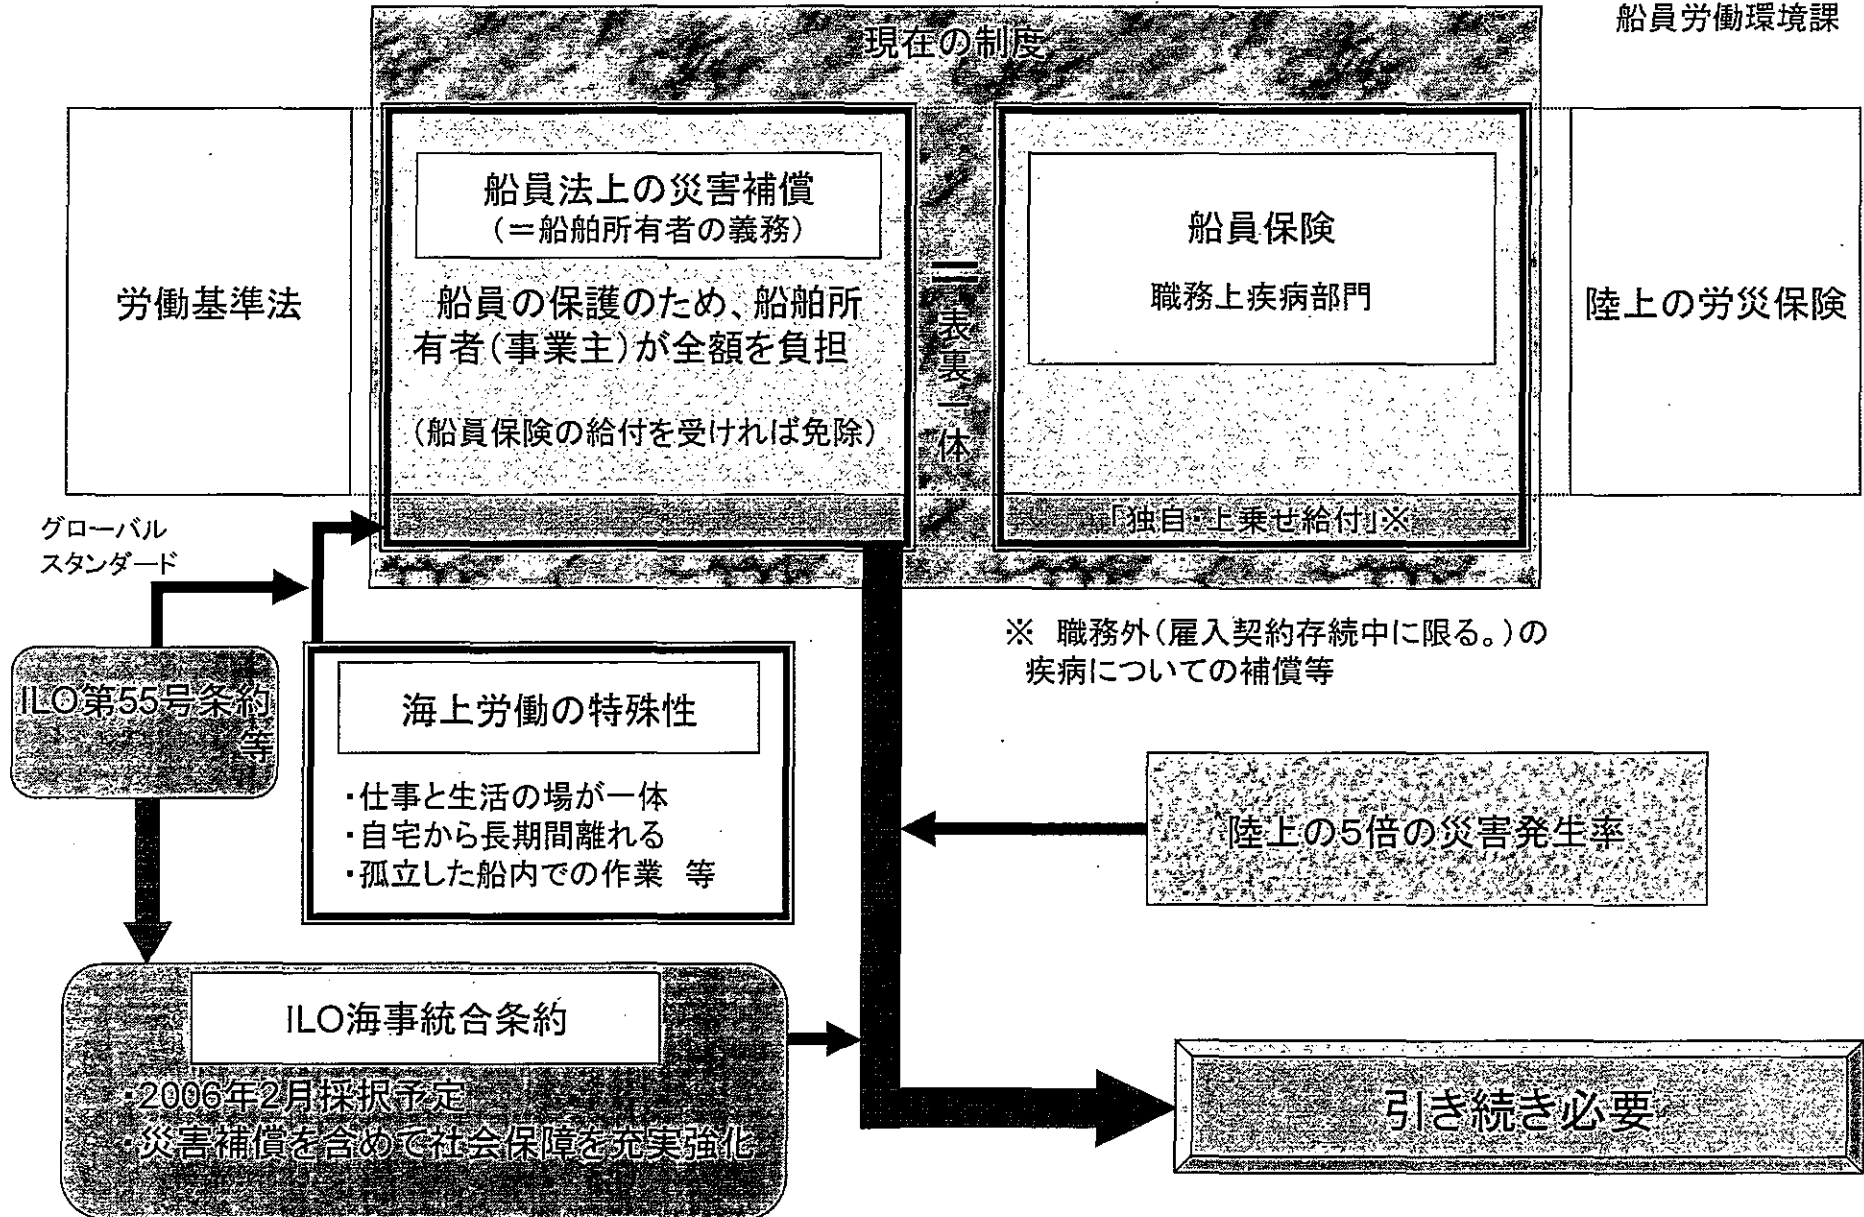 船員労働環境課
現在の制度
労働基準法
船員法上の災害補償
(=船舶所有者の義務)
船員の保護のため、船舶所
有者(事業主)が全額を負担
(船員保険の給付を受ければ免除)
=表裏一体
船員保険
職務上疾病部門
「独自・上乗せ給付」※
陸上の労災保険
グローバル
スタンダード
※ 職務外(雇入契約存続中に限る。)の
疾病についての補償等
ILO第55号条約
等
海上労働の特殊性
・仕事と生活の場が一体
・自宅から長期間離れる
・孤立した船内での作業 等
陸上の5倍の災害発生率
ILO海事統合条約
・2006年2月採択予定
・災害補償を含めて社会保障を充実強化
引き続き必要